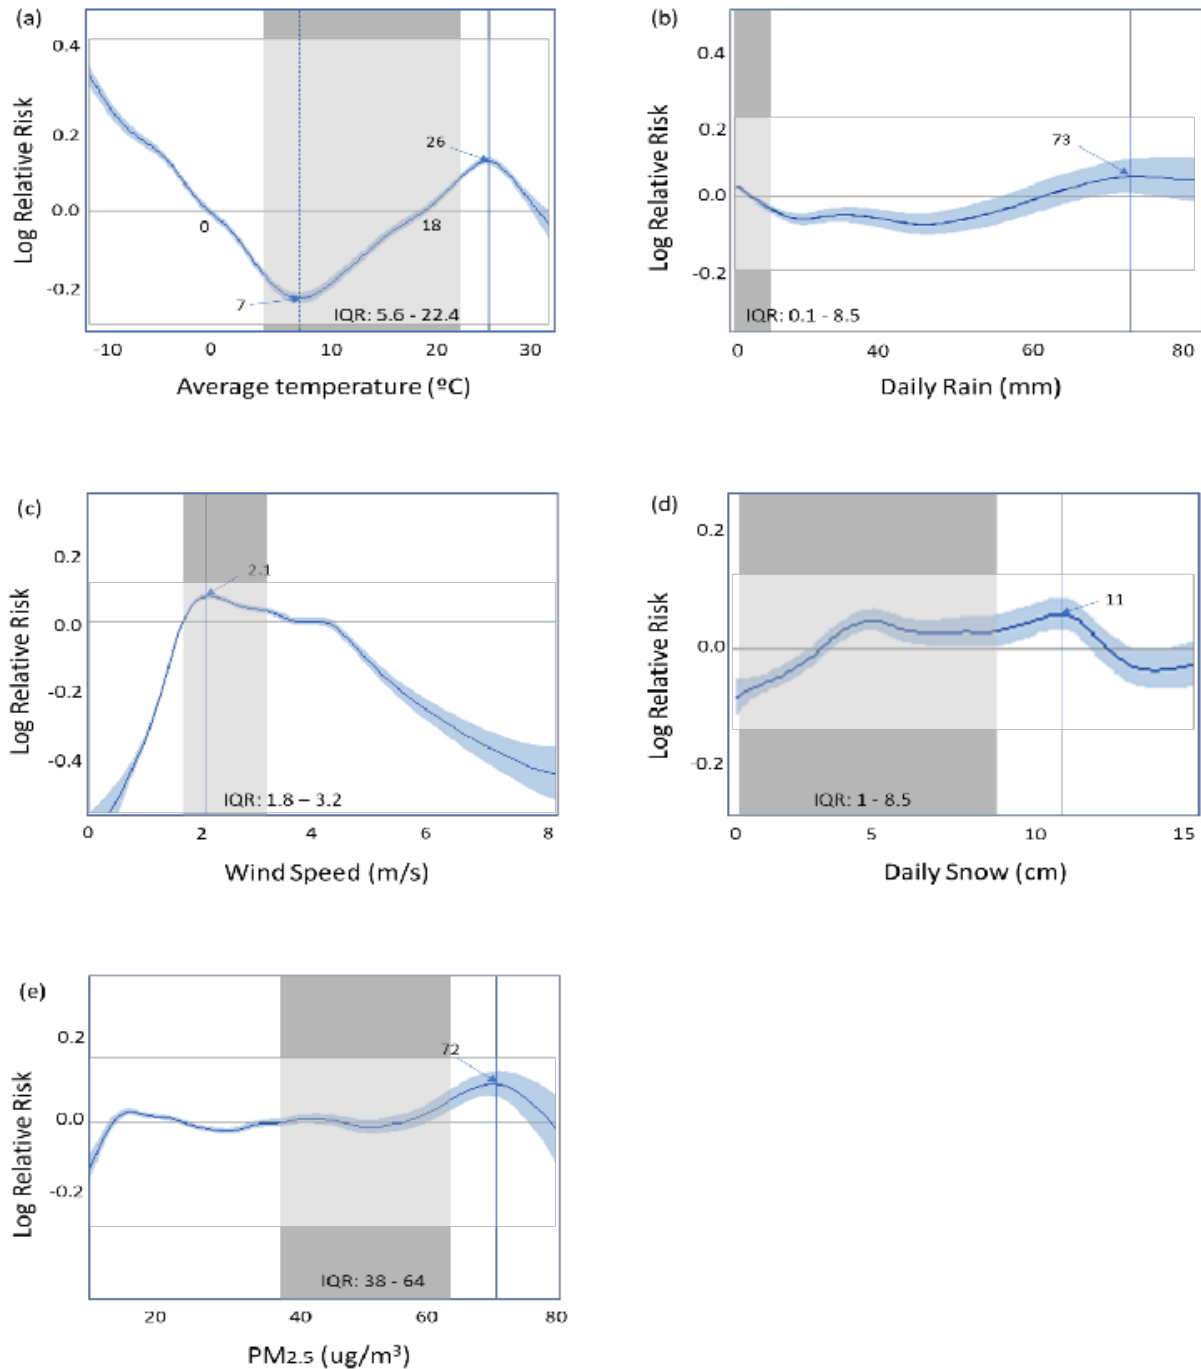 (a)
0.4
0.2
0.0
-0.2
Log Relative Risk
26
0
18
7
IQR: 5.6 - 22.4
-10 0 10 20 30
Average temperature (ºC)
(b)
0.4
0.2
0.0
-0.2
Log Relative Risk
73
IQR: 0.1 - 8.5
0 40 60 80
Daily Rain (mm)
(c)
0.2
0.0
-0.2
-0.4
Log Relative Risk
2.1
IQR: 1.8 – 3.2
0 2 4 6 8
Wind Speed (m/s)
(d)
0.2
0.0
-0.2
Log Relative Risk
11
IQR: 1 - 8.5
0 5 10 15
Daily Snow (cm)
(e)
0.2
0.0
-0.2
Log Relative Risk
72
IQR: 38 - 64
20 40 60 80
PM2.5 (ug/m³)